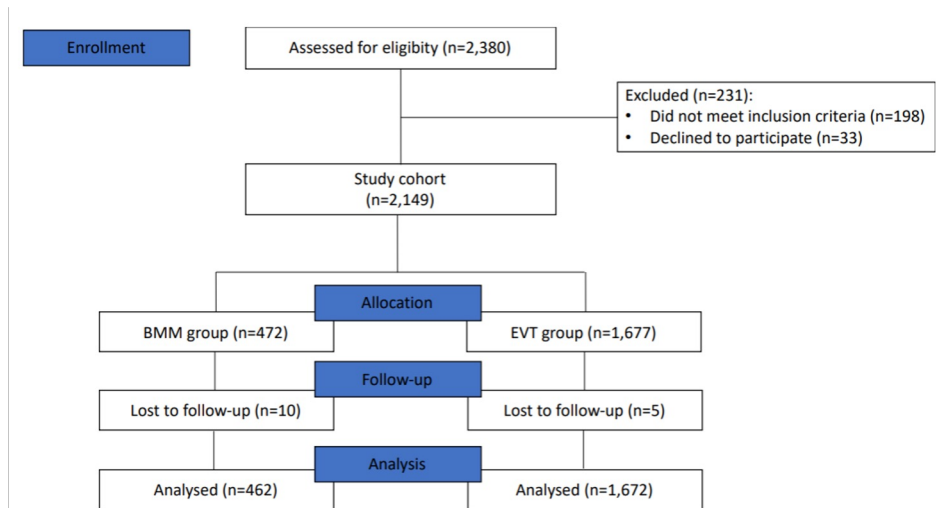 Enrollment
Assessed for eligibity (n=2,380)
Excluded (n=231):
• Did not meet inclusion criteria (n=198)
• Declined to participate (n=33)
Study cohort
(n=2,149)
Allocation
BMM group (n=472)
EVT group (n=1,677)
Follow-up
Lost to follow-up (n=10)
Lost to follow-up (n=5)
Analysis
Analysed (n=462)
Analysed (n=1,672)